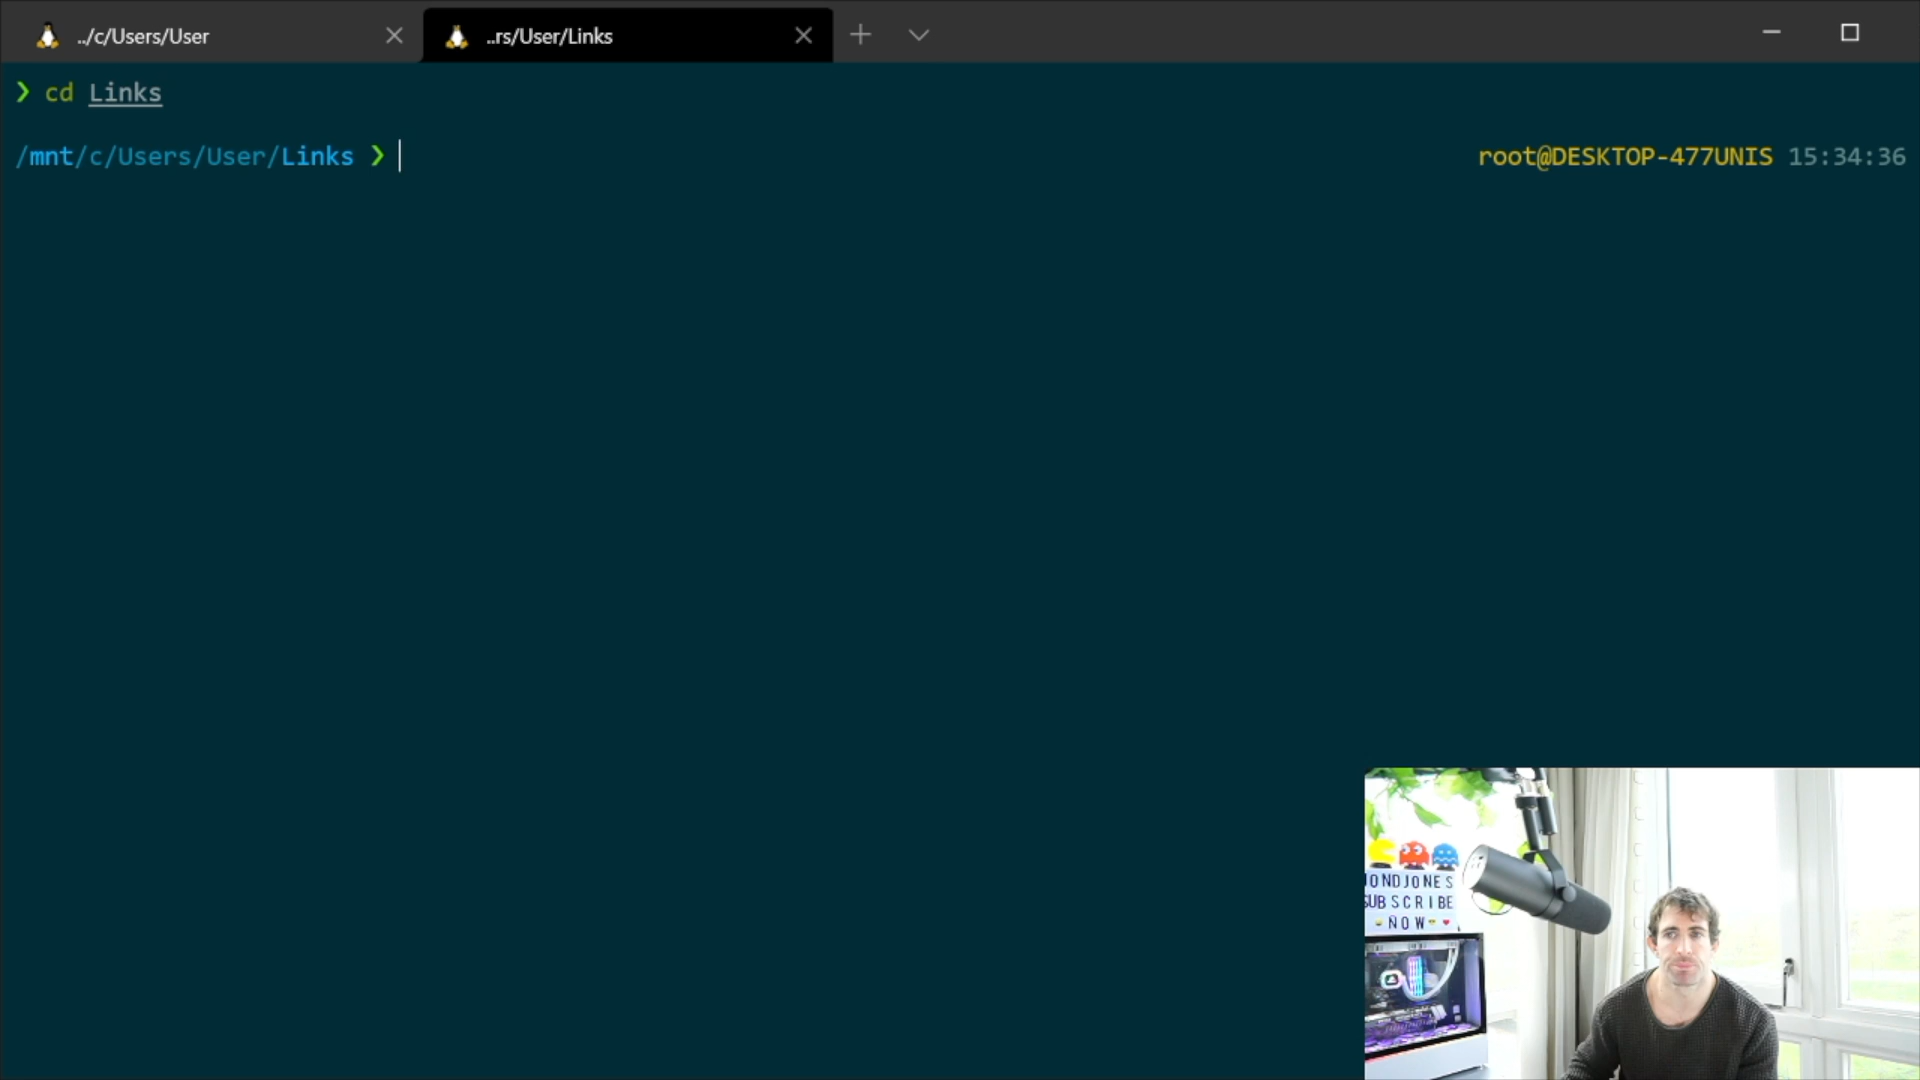 ../c/Users/User
..rs/User/Links
❯ cd Links
/mnt/c/Users/User/Links ❯
root@DESKTOP-477UNIS 15:34:36
JONDJONES
SUBSCRIBE
NOW